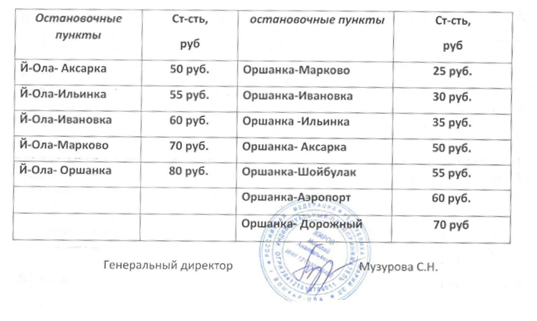 Остановочные пункты | Ст-сть, руб | остановочные пункты | Ст-сть, руб
Й-Ола- Аксарка | 50 руб. | Оршанка-Марково | 25 руб.
Й-Ола-Ильинка | 55 руб. | Оршанка-Ивановка | 30 руб.
Й-Ола-Ивановка | 60 руб. | Оршанка -Ильинка | 35 руб.
Й-Ола-Марково | 70 руб. | Оршанка- Аксарка | 50 руб.
Й-Ола- Оршанка | 80 руб. | Оршанка-Шойбулак | 55 руб.
Оршанка-Аэропорт | 60 руб.
Оршанка- Дорожный | 70 руб
Генеральный директор Музурова С.Н.